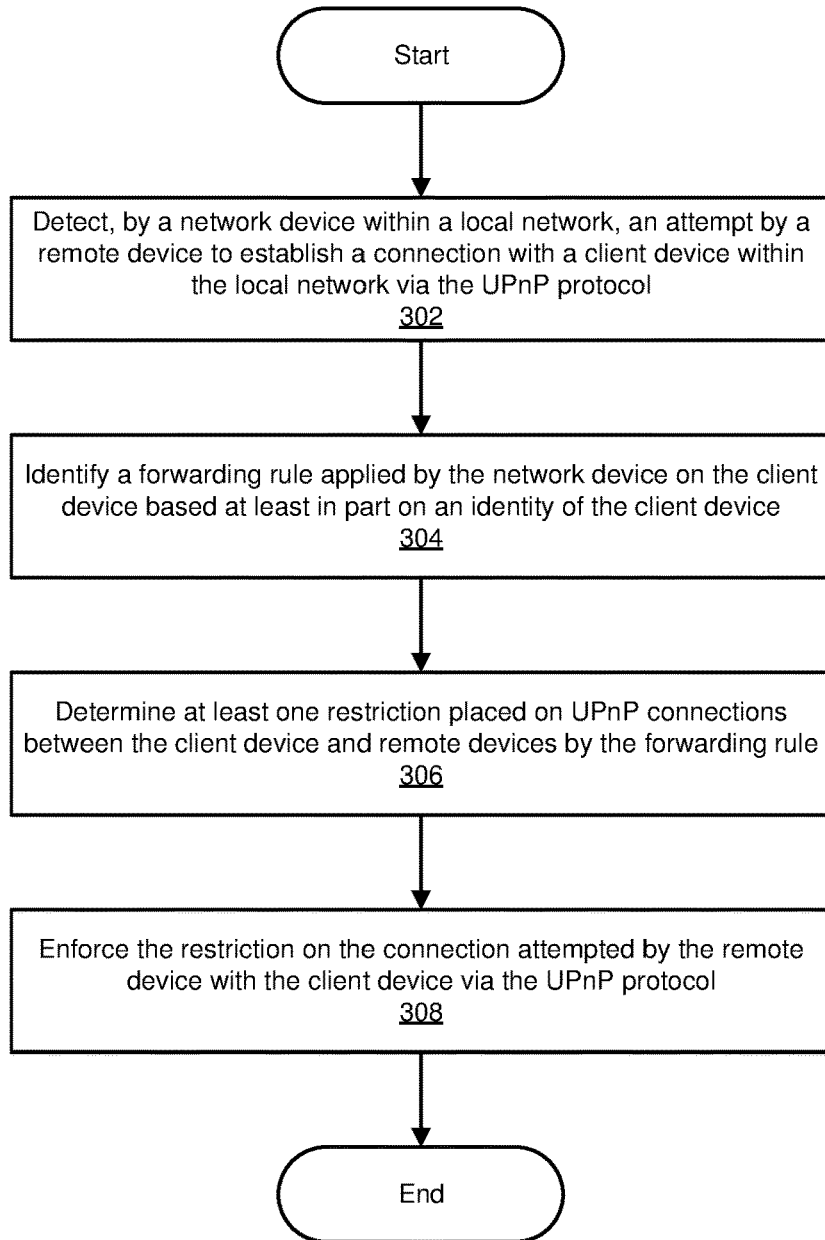 Start
Detect, by a network device within a local network, an attempt by a
remote device to establish a connection with a client device within
the local network via the UPnP protocol
302
Identify a forwarding rule applied by the network device on the client
device based at least in part on an identity of the client device
304
Determine at least one restriction placed on UPnP connections
between the client device and remote devices by the forwarding rule
306
Enforce the restriction on the connection attempted by the remote
device with the client device via the UPnP protocol
308
End